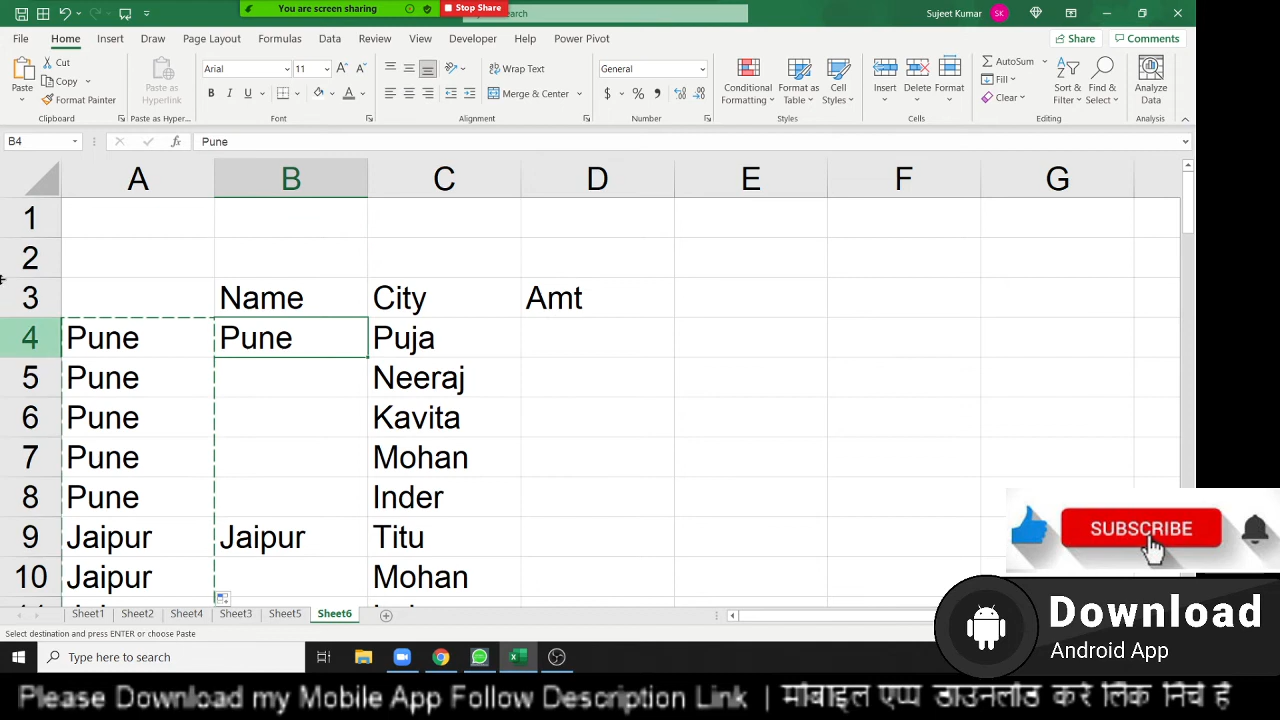 You are screen sharing
Stop Share
Search
Sujeet Kumar
SK
File Home Insert Draw Page Layout Formulas Data Review View Developer Help Power Pivot
Share
Comments
Paste
Cut
Copy
Format Painter
Clipboard
Paste as Hyperlink
Paste as Hyper...
Arial
11
B I U
Font
Wrap Text
Merge & Center
Alignment
General
Number
Conditional Formatting
Format as Table
Cell Styles
Styles
Insert
Delete
Format
Cells
AutoSum
Fill
Clear
Sort & Filter
Find & Select
Editing
Analyze Data
Analysis
B4
fx
Pune
A B C D E F G
1
2
3 Name City Amt
4 Pune Pune Puja
5 Pune Neeraj
6 Pune Kavita
7 Pune Mohan
8 Pune Inder
9 Jaipur Jaipur Titu
10 Jaipur Mohan
SUBSCRIBE
Download
Android App
Sheet1 Sheet2 Sheet4 Sheet3 Sheet5 Sheet6
Select destination and press ENTER or choose Paste
Type here to search
Please Download my Mobile App Follow Description Link | मोबाइल एप्प डाउनलोड करे लिंक निचे है